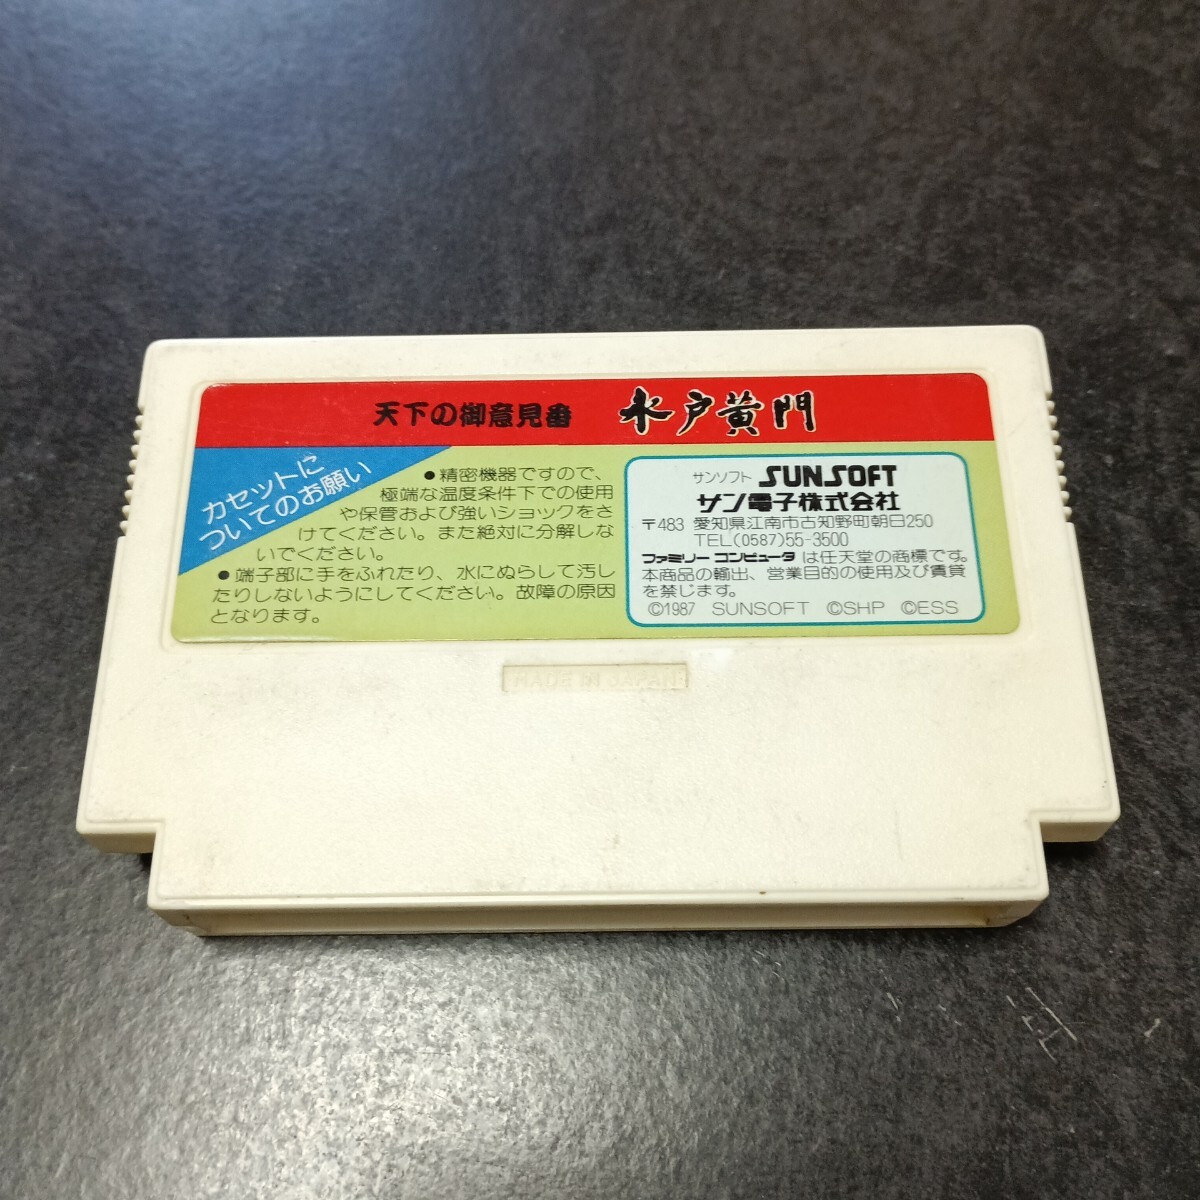 天下の御意見番 水戸黄門
カセットに
ついてのお願い
●精密機器ですので、
極端な温度条件下での使用
や保管および強いショックをさ
けてください。また絶対に分解しな
いでください。
●端子部に手をふれたり、水にぬらして汚し
たりしないようにしてください。故障の原因
となります。
サンソフト SUNSOFT
サン電子株式会社
〒483 愛知県江南市古知野町朝日250
TEL(0587)55-3500
ファミリーコンピュータ は任天堂の商標です。
本商品の輸出、営業目的の使用及び賃貸
を禁じます。
©1987 SUNSOFT ©SHP ©ESS
MADE IN JAPAN